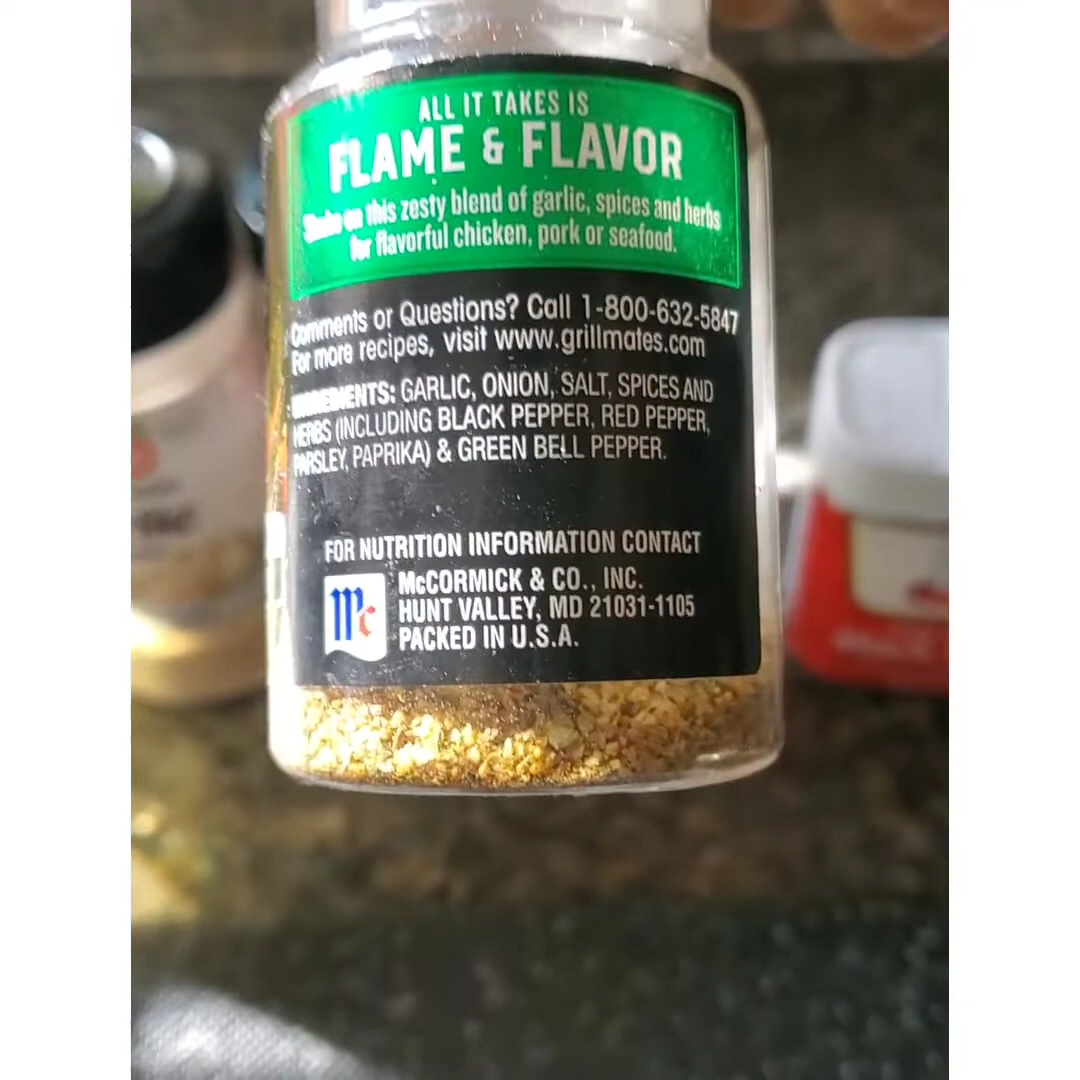 ALL IT TAKES IS
FLAME & FLAVOR
Shake on this zesty blend of garlic, spices and herbs
for flavorful chicken, pork or seafood.
Comments or Questions? Call 1-800-632-5847
For more recipes, visit www.grillmates.com
INGREDIENTS: GARLIC, ONION, SALT, SPICES AND
HERBS (INCLUDING BLACK PEPPER, RED PEPPER,
PARSLEY, PAPRIKA) & GREEN BELL PEPPER.
FOR NUTRITION INFORMATION CONTACT
Mc
McCORMICK & CO., INC.
HUNT VALLEY, MD 21031-1105
PACKED IN U.S.A.